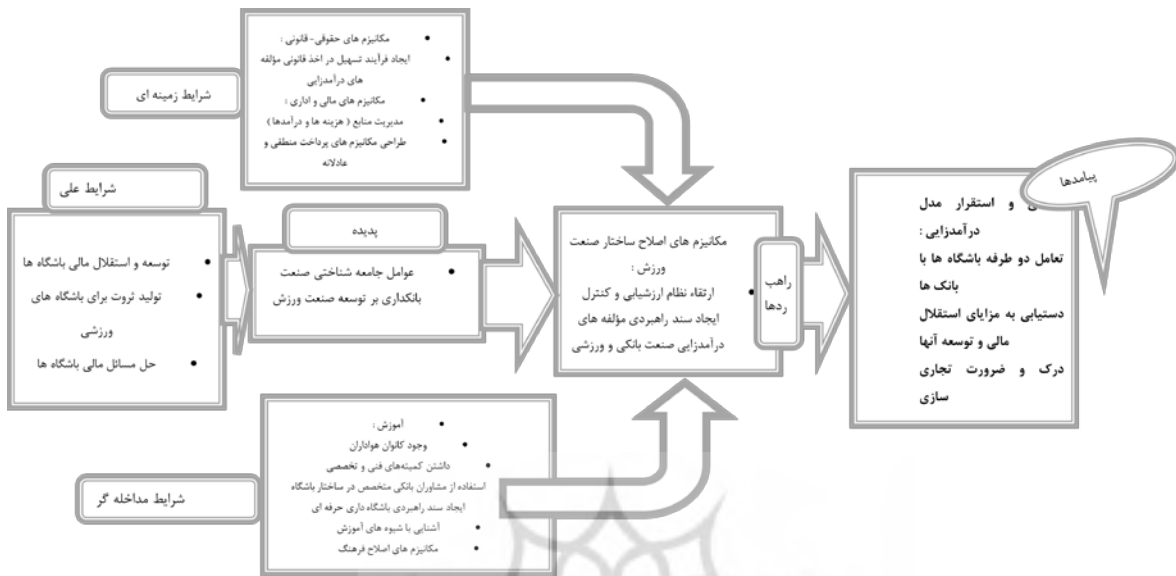 شرایط زمینه ای
مکانیزم های حقوقی- قانونی :
ایجاد فرآیند تسهیل در اخذ قانونی مؤلفه
های درآمدزایی
مکانیزم های مالی و اداری :
مدیریت منابع ( هزینه ها و درآمدها )
طراحی مکانیزم های پرداخت منطقی و
عادلانه
شرایط علی
توسعه و استقلال مالی باشگاه ها
تولید ثروت برای باشگاه های
ورزشی
حل مسائل مالی باشگاه ها
پدیده
عوامل جامعه شناختی صنعت
بانکداری بر توسعه صنعت ورزش
مکانیزم های اصلاح ساختار صنعت
ورزش :
ارتقاء نظام ارزشیابی و کنترل
ایجاد سند راهبردی مؤلفه های
درآمدزایی صنعت بانکی و ورزشی
راهب
ردها
پیامدها
و استقرار مدل
درآمدزایی :
تعامل دو طرفه باشگاه ها با
بانک ها
دستیابی به مزایای استقلال
مالی و توسعه آنها
درک و ضرورت تجاری
سازی
شرایط مداخله گر
آموزش :
وجود کانوان هواداران
داشتن کمیته‌های فنی و تخصصی
استفاده از مشاوران بانکی متخصص در ساختار باشگاه
ایجاد سند راهبردی باشگاه داری حرفه ای
آشنایی با شیوه های آموزش
مکانیزم های اصلاح فرهنگ